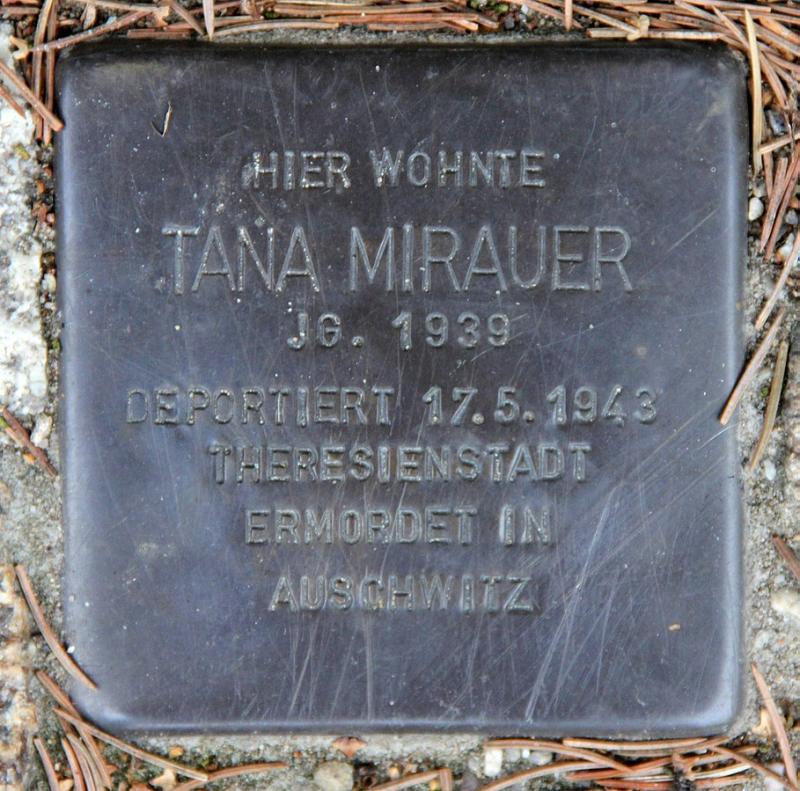 HIER WOHNTE
TANA MIRAUER
JG. 1939
DEPORTIERT 17.5.1943
THERESIENSTADT
ERMORDET IN
AUSCHWITZ